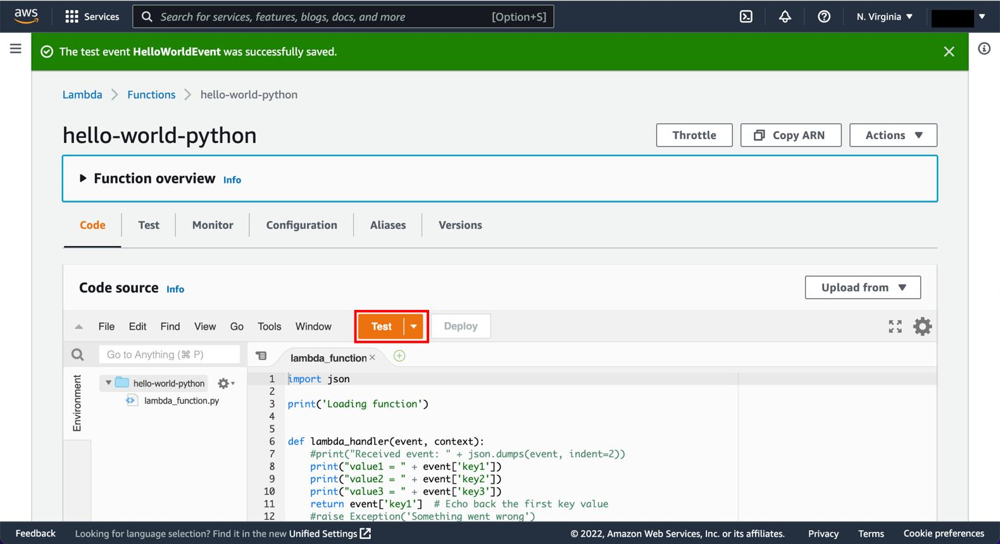 aws
Services
Search for services, features, blogs, docs, and more
[Option+S]
N. Virginia
The test event HelloWorldEvent was successfully saved.
Lambda
Functions
hello-world-python
hello-world-python
Throttle
Copy ARN
Actions
Function overview Info
Code
Test
Monitor
Configuration
Aliases
Versions
Code source Info
Upload from
File
Edit
Find
View
Go
Tools
Window
Test
Deploy
Go to Anything (⌘ P)
lambda_function
Environment
hello-world-python
lambda_function.py
1 import json
2
3 print('Loading function')
4
5
6 def lambda_handler(event, context):
7 #print("Received event: " + json.dumps(event, indent=2))
8 print("value1 = " + event['key1'])
9 print("value2 = " + event['key2'])
10 print("value3 = " + event['key3'])
11 return event['key1']  # Echo back the first key value
12 #raise Exception('Something went wrong')
Feedback
Looking for language selection? Find it in the new Unified Settings
© 2022, Amazon Web Services, Inc. or its affiliates.
Privacy
Terms
Cookie preferences